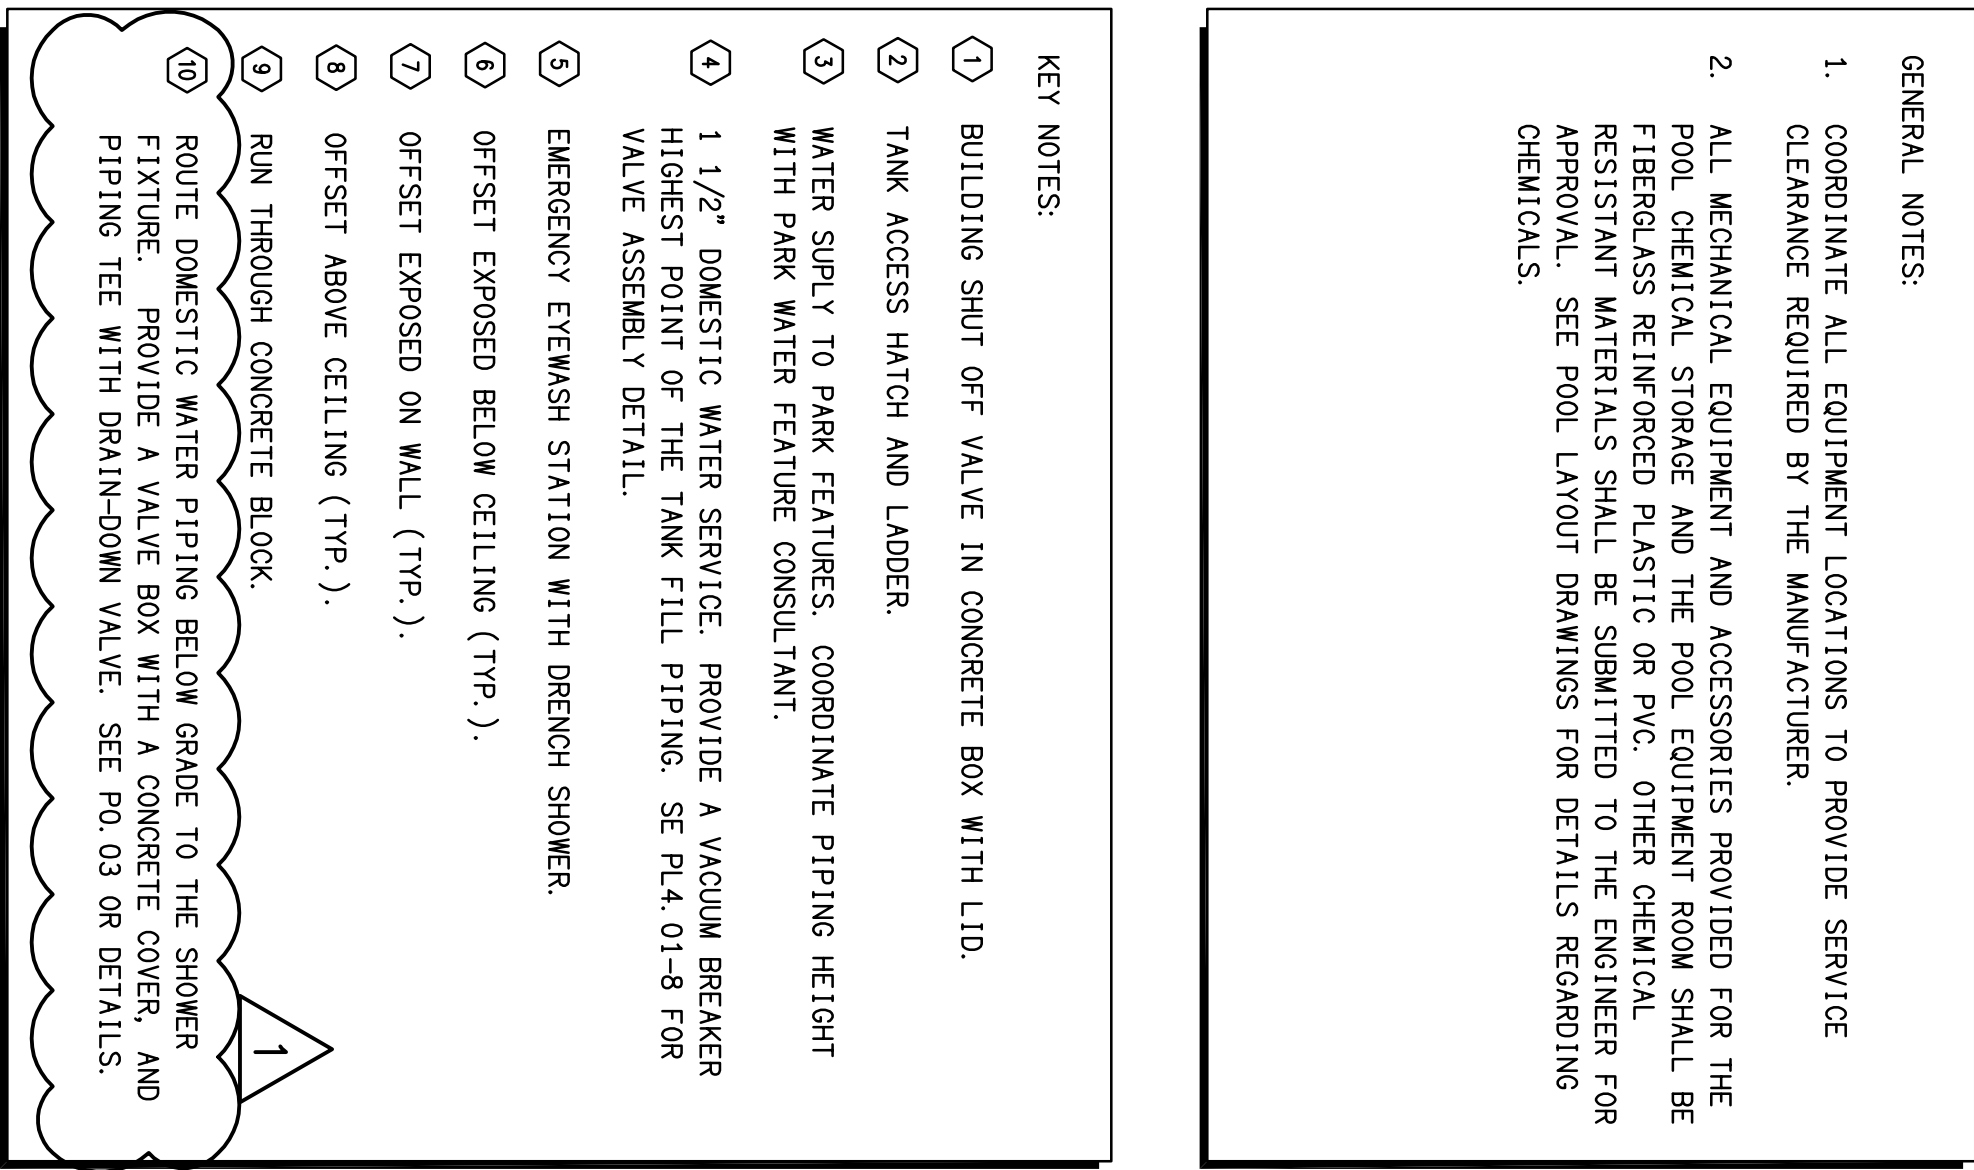 GENERAL NOTES:
1. COORDINATE ALL EQUIPMENT LOCATIONS TO PROVIDE SERVICE
CLEARANCE REQUIRED BY THE MANUFACTURER.
2. ALL MECHANICAL EQUIPMENT AND ACCESSORIES PROVIDED FOR THE
POOL CHEMICAL STORAGE AND THE POOL EQUIPMENT ROOM SHALL BE
FIBERGLASS REINFORCED PLASTIC OR PVC. OTHER CHEMICAL
RESISTANT MATERIALS SHALL BE SUBMITTED TO THE ENGINEER FOR
APPROVAL. SEE POOL LAYOUT DRAWINGS FOR DETAILS REGARDING
CHEMICALS.
KEY NOTES:
1 BUILDING SHUT OFF VALVE IN CONCRETE BOX WITH LID.
2 TANK ACCESS HATCH AND LADDER.
3 WATER SUPLY TO PARK FEATURES. COORDINATE PIPING HEIGHT
WITH PARK WATER FEATURE CONSULTANT.
4 1 1/2" DOMESTIC WATER SERVICE. PROVIDE A VACUUM BREAKER
HIGHEST POINT OF THE TANK FILL PIPING. SE PL4.01-8 FOR
VALVE ASSEMBLY DETAIL.
5 EMERGENCY EYEWASH STATION WITH DRENCH SHOWER.
6 OFFSET EXPOSED BELOW CEILING (TYP.).
7 OFFSET EXPOSED ON WALL (TYP.).
8 OFFSET ABOVE CEILING (TYP.).
9 RUN THROUGH CONCRETE BLOCK.
10 ROUTE DOMESTIC WATER PIPING BELOW GRADE TO THE SHOWER
FIXTURE. PROVIDE A VALVE BOX WITH A CONCRETE COVER, AND
PIPING TEE WITH DRAIN-DOWN VALVE. SEE P0.03 OR DETAILS.
1